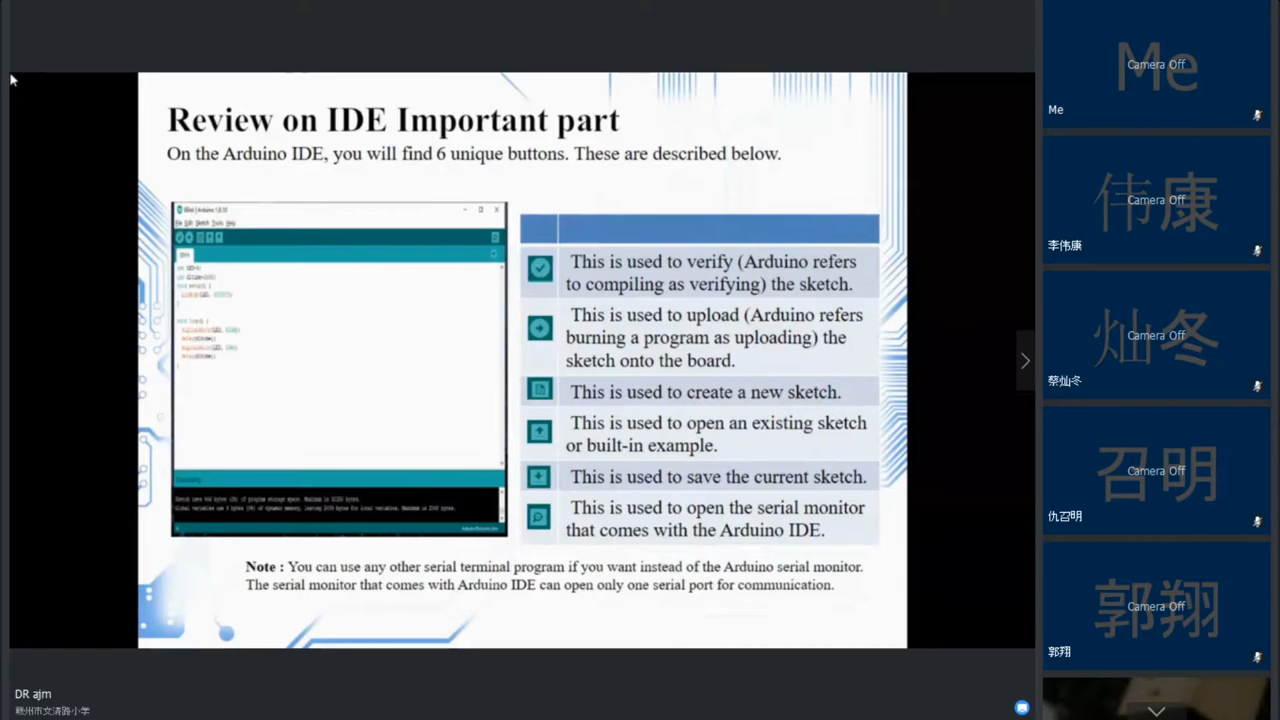 Review on IDE Important part
On the Arduino IDE, you will find 6 unique buttons. These are described below.
File Edit Sketch Tools Help
This is used to verify (Arduino refers
to compiling as verifying) the sketch.
This is used to upload (Arduino refers
burning a program as uploading) the
sketch onto the board.
This is used to create a new sketch.
This is used to open an existing sketch
or built-in example.
This is used to save the current sketch.
This is used to open the serial monitor
that comes with the Arduino IDE.
Note : You can use any other serial terminal program if you want instead of the Arduino serial monitor.
The serial monitor that comes with Arduino IDE can open only one serial port for communication.
DR ajm
赣州市文清路小学
Me
Camera Off
Me
伟康
Camera Off
李伟康
灿冬
Camera Off
蔡灿冬
召明
Camera Off
仇召明
郭翔
Camera Off
郭翔